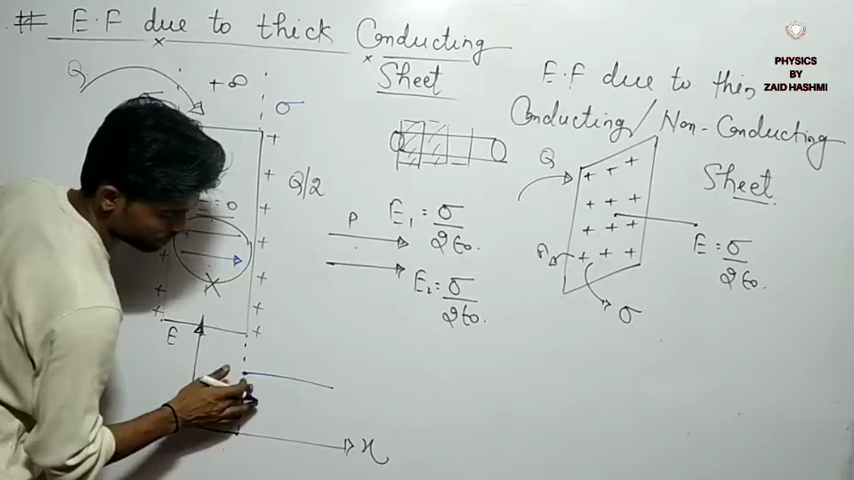 # E.F due to thick Conducting
Sheet
Q
+∞
σ
Q/2
E = 0
P
E₁ = σ/2ε₀.
E₂ = σ/2ε₀.
E
x
E.F due to thin
Conducting/Non-Conducting
Sheet
Q
E = σ/2ε₀.
σ
PHYSICS
BY
ZAID HASHMI